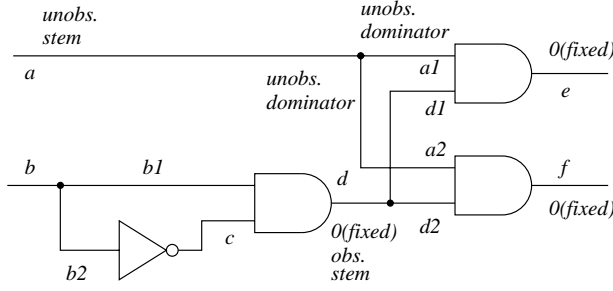 unobs.
stem
unobs.
dominator
0(fixed)
a
a1
e
unobs.
dominator
d1
b
b1
d
a2
f
0(fixed)
c
0(fixed)
d2
b2
obs.
stem